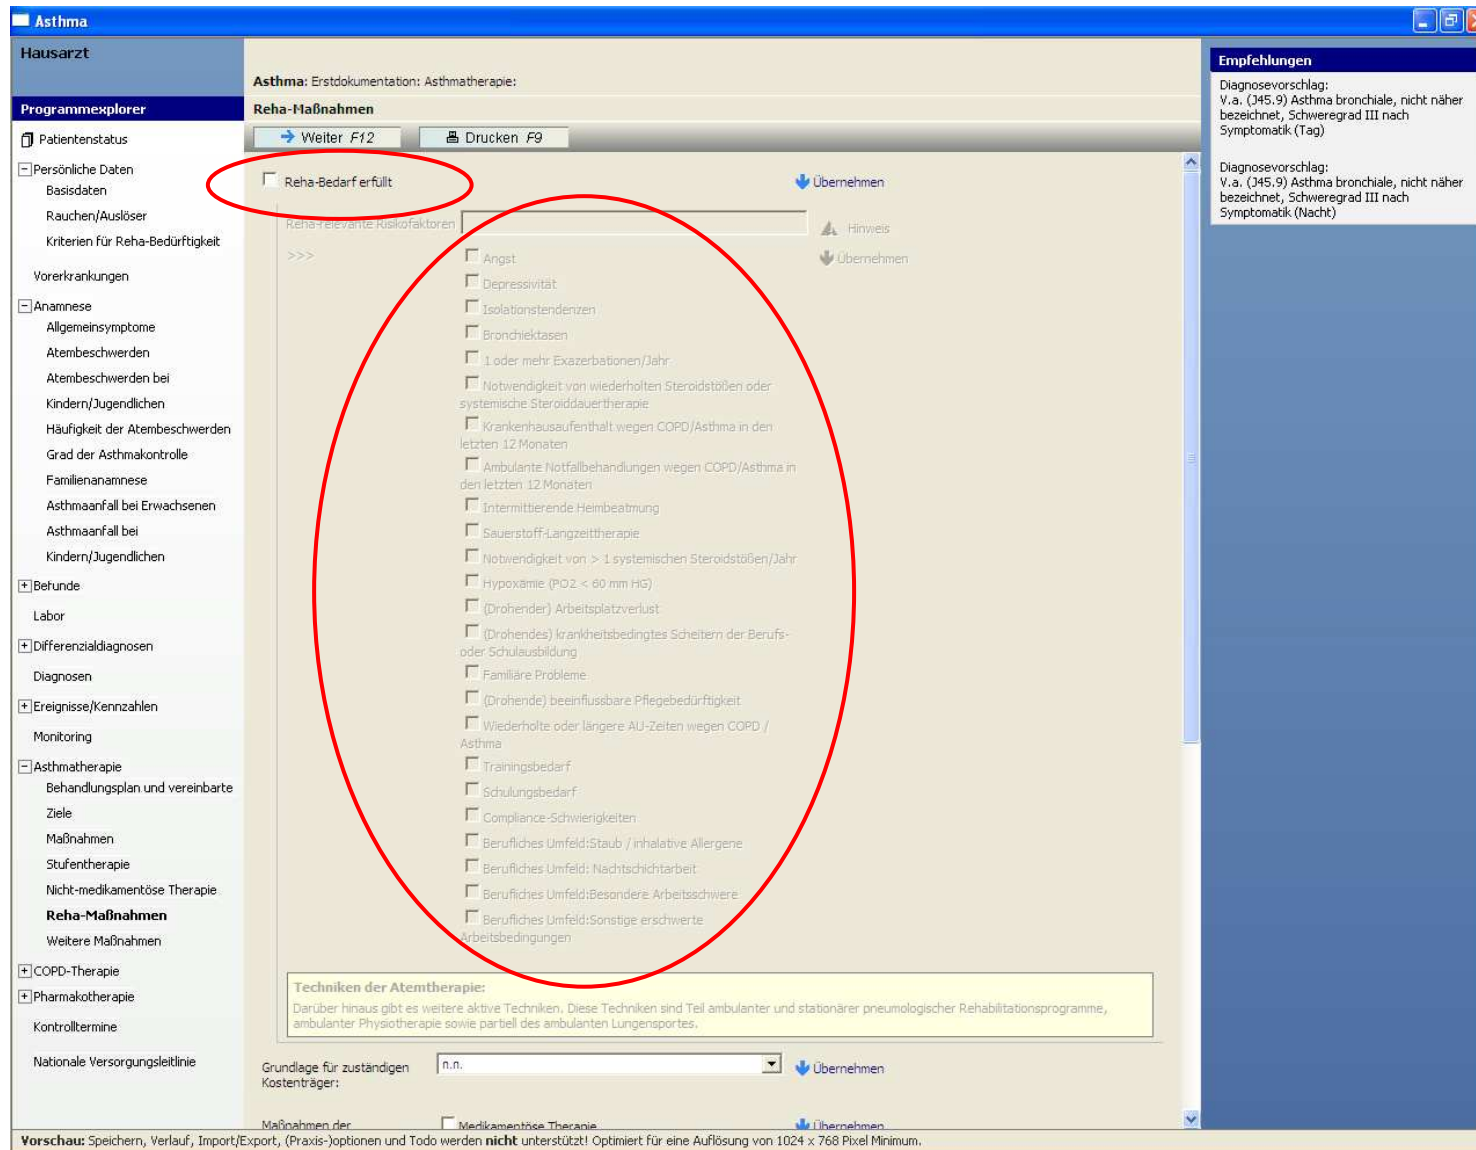 Asthma
Hausarzt
Asthma: Erstdokumentation: Asthmatherapie:
Programmexplorer
Patientenstatus
Persönliche Daten
Basisdaten
Rauchen/Auslöser
Kriterien für Reha-Bedürftigkeit
Vorerkrankungen
Anamnese
Allgemeinsymptome
Atembeschwerden
Atembeschwerden bei
Kindern/Jugendlichen
Häufigkeit der Atembeschwerden
Grad der Asthmakontrolle
Familienanamnese
Asthmaanfall bei Erwachsenen
Asthmaanfall bei
Kindern/Jugendlichen
Befunde
Labor
Differenzialdiagnosen
Diagnosen
Ereignisse/Kennzahlen
Monitoring
Asthmatherapie
Behandlungsplan und vereinbarte
Ziele
Maßnahmen
Stufentherapie
Nicht-medikamentöse Therapie
Reha-Maßnahmen
Weitere Maßnahmen
COPD-Therapie
Pharmakotherapie
Kontrolltermine
Nationale Versorgungsleitlinie
Reha-Maßnahmen
Weiter F12 Drucken F9
Reha-Bedarf erfüllt Übernehmen
Reha-relevante Risikofaktoren Hinweis
>>> Angst Übernehmen
Depressivität
Isolationstendenzen
Bronchiektasen
1 oder mehr Exazerbationen/Jahr
Notwendigkeit von wiederholten Steroidstößen oder
systemische Steroiddauertherapie
Krankenhausaufenthalt wegen COPD/Asthma in den
letzten 12 Monaten
Ambulante Notfallbehandlungen wegen COPD/Asthma in
den letzten 12 Monaten
Intermittierende Heimbeatmung
Sauerstoff-Langzeittherapie
Notwendigkeit von > 1 systemischen Steroidstößen/Jahr
Hypoxämie (PO2 < 60 mm HG)
(Drohender) Arbeitsplatzverlust
(Drohendes) krankheitsbedingtes Scheitern der Berufs-
oder Schulausbildung
Familiäre Probleme
(Drohende) beeinflussbare Pflegebedürftigkeit
Wiederholte oder längere AU-Zeiten wegen COPD /
Asthma
Trainingsbedarf
Schulungsbedarf
Compliance-Schwierigkeiten
Berufliches Umfeld:Staub / inhalative Allergene
Berufliches Umfeld: Nachtschichtarbeit
Berufliches Umfeld:Besondere Arbeitsschwere
Berufliches Umfeld:Sonstige erschwerte
Arbeitsbedingungen
Techniken der Atemtherapie:
Darüber hinaus gibt es weitere aktive Techniken. Diese Techniken sind Teil ambulanter und stationärer pneumologischer Rehabilitationsprogramme,
ambulanter Physiotherapie sowie partiell des ambulanten Lungensportes.
Grundlage für zuständigen n.n. Übernehmen
Kostenträger:
Maßnahmen der Medikamentöse Therapie Übernehmen
Empfehlungen
Diagnosevorschlag:
V.a. (J45.9) Asthma bronchiale, nicht näher
bezeichnet, Schweregrad III nach
Symptomatik (Tag)
Diagnosevorschlag:
V.a. (J45.9) Asthma bronchiale, nicht näher
bezeichnet, Schweregrad III nach
Symptomatik (Nacht)
Vorschau: Speichern, Verlauf, Import/Export, (Praxis-)optionen und Todo werden nicht unterstützt! Optimiert für eine Auflösung von 1024 x 768 Pixel Minimum.